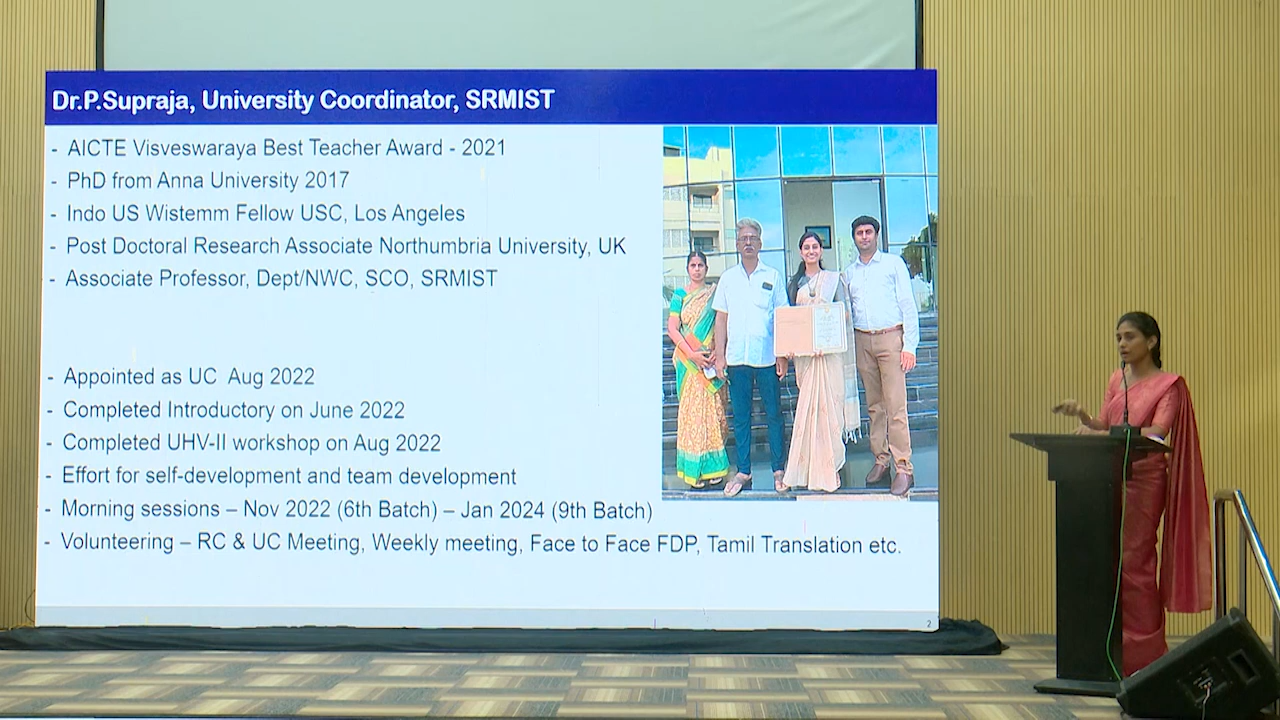 Dr.P.Supraja, University Coordinator, SRMIST
- AICTE Visveswaraya Best Teacher Award - 2021
- PhD from Anna University 2017
- Indo US Wistemm Fellow USC, Los Angeles
- Post Doctoral Research Associate Northumbria University, UK
- Associate Professor, Dept/NWC, SCO, SRMIST
- Appointed as UC Aug 2022
- Completed Introductory on June 2022
- Completed UHV-II workshop on Aug 2022
- Effort for self-development and team development
- Morning sessions – Nov 2022 (6th Batch) – Jan 2024 (9th Batch)
- Volunteering – RC & UC Meeting, Weekly meeting, Face to Face FDP, Tamil Translation etc.
2